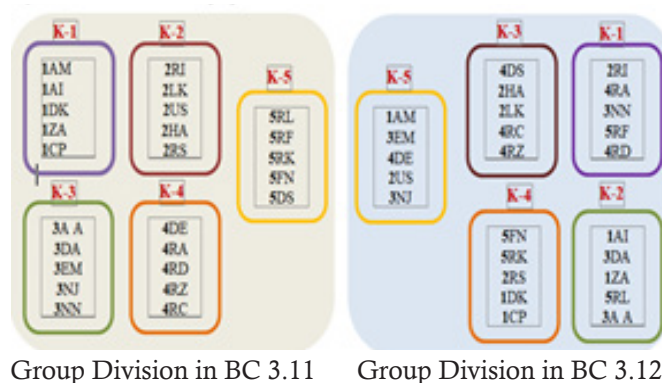 K-1
1AM
1AI
1DK
1ZA
1CP
K-2
2RI
2LK
2US
2HA
2RS
K-5
5RL
5RF
5RK
5FN
5DS
K-3
3A A
3DA
3EM
3NJ
3NN
K-4
4DE
4RA
4RD
4RZ
4RC
Group Division in BC 3.11
K-5
1AM
3EM
4DE
2US
3NJ
K-3
4DS
2HA
2LK
4RC
4RZ
K-1
2RI
4RA
3NN
5RF
4RD
K-4
5FN
5RK
2RS
1DK
1CP
K-2
1AI
3DA
1ZA
5RL
3A A
Group Division in BC 3.12